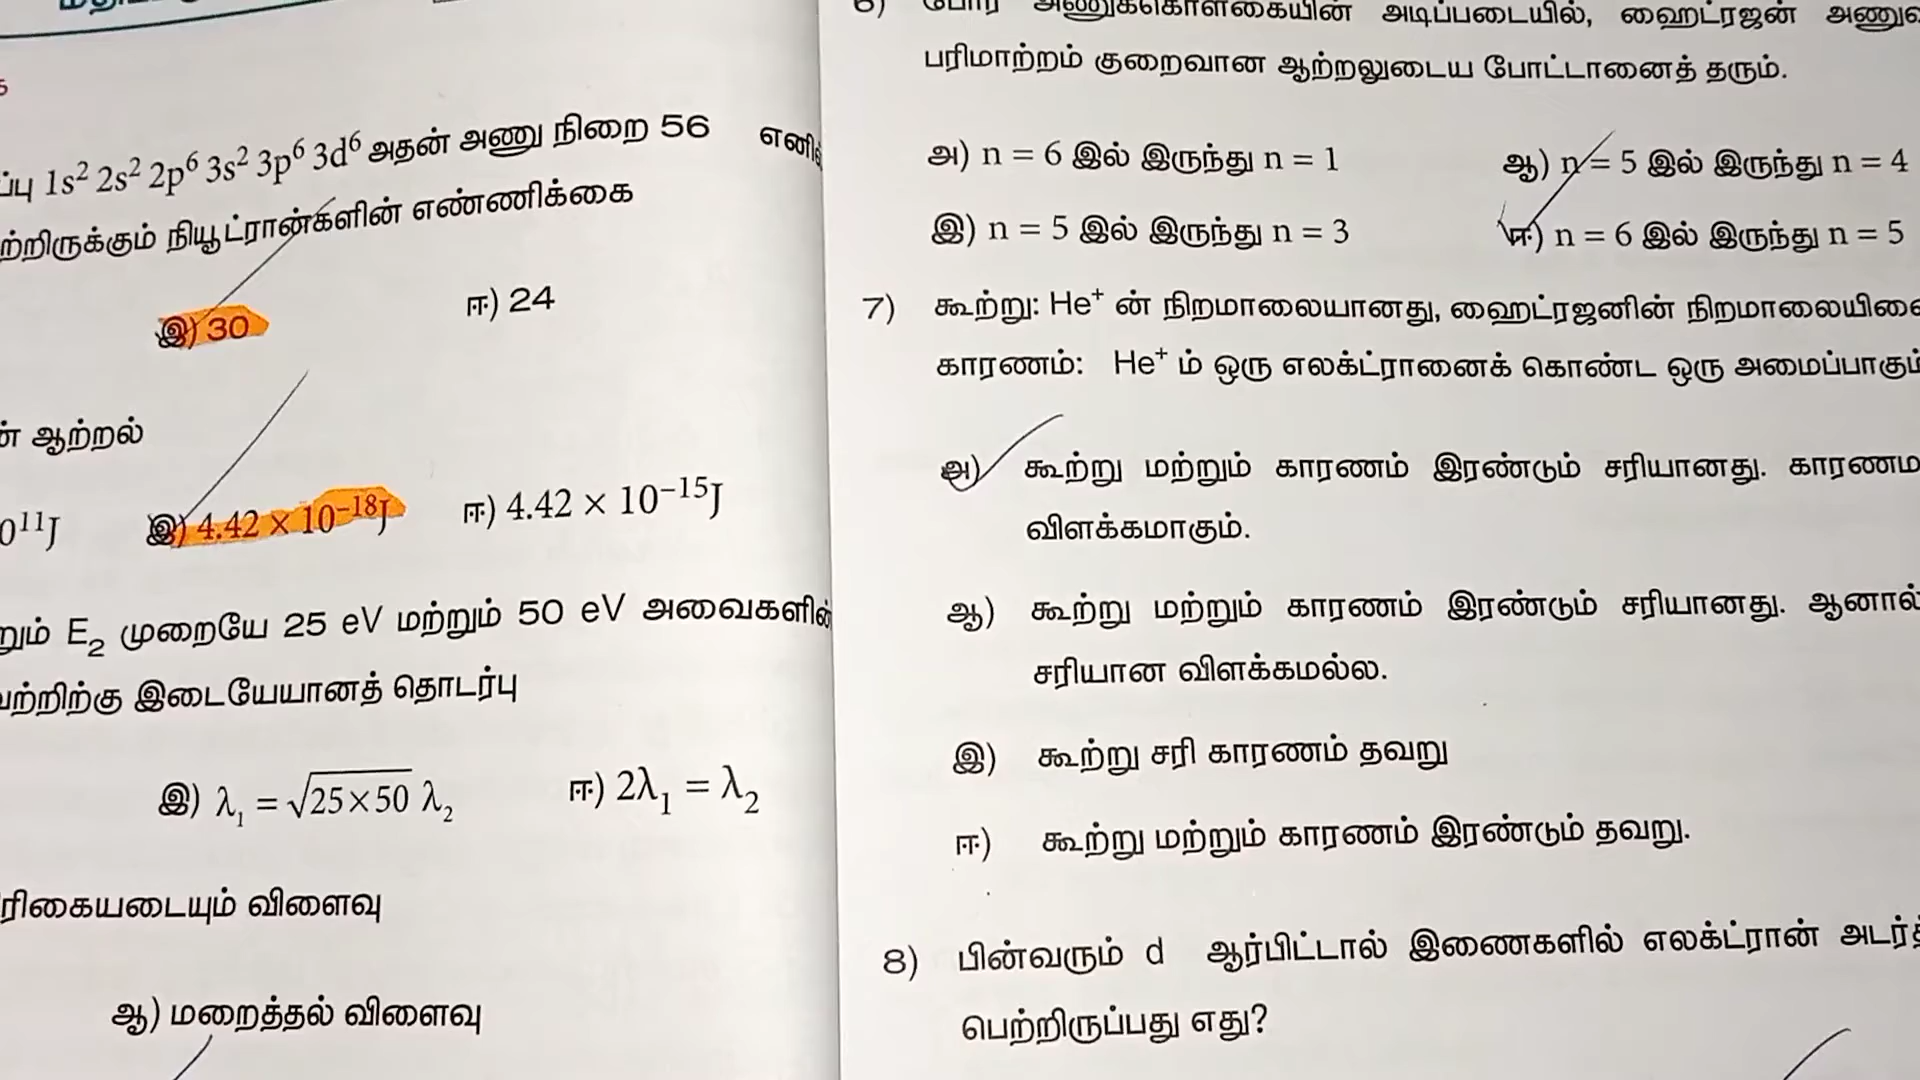 1s² 2s² 2p⁶ 3s² 3p⁶ 3d⁶ அதன் அணு நிறை 56 எனில்
நியூட்ரான்களின் எண்ணிக்கை
இ) 30
ஈ) 24
ஆற்றல்
இ) 4.42 × 10⁻¹⁸J
ஈ) 4.42 × 10⁻¹⁵J
E₂ முறையே 25 eV மற்றும் 50 eV அவைகளின்
இடையேயானத் தொடர்பு
இ) λ₁ = √25×50 λ₂
ஈ) 2λ₁ = λ₂
விளைவு
ஆ) மறைத்தல் விளைவு
அடிப்படையில், ஹைட்ரஜன்
பரிமாற்றம் குறைவான ஆற்றலுடைய போட்டானைத் தரும்.
அ) n = 6 இல் இருந்து n = 1
ஆ) n = 5 இல் இருந்து n = 4
இ) n = 5 இல் இருந்து n = 3
ஈ) n = 6 இல் இருந்து n = 5
7) கூற்று: He⁺ ன் நிறமாலையானது, ஹைட்ரஜனின்
காரணம்: He⁺ ம் ஒரு எலக்ட்ரானைக் கொண்ட ஒரு அமைப்பாகும்
அ) கூற்று மற்றும் காரணம் இரண்டும் சரியானது.
விளக்கமாகும்.
ஆ) கூற்று மற்றும் காரணம் இரண்டும் சரியானது. ஆனால்
சரியான விளக்கமல்ல.
இ) கூற்று சரி காரணம் தவறு
ஈ) கூற்று மற்றும் காரணம் இரண்டும் தவறு.
8) பின்வரும் d ஆர்பிட்டால் இணைகளில் எலக்ட்ரான்
பெற்றிருப்பது எது?